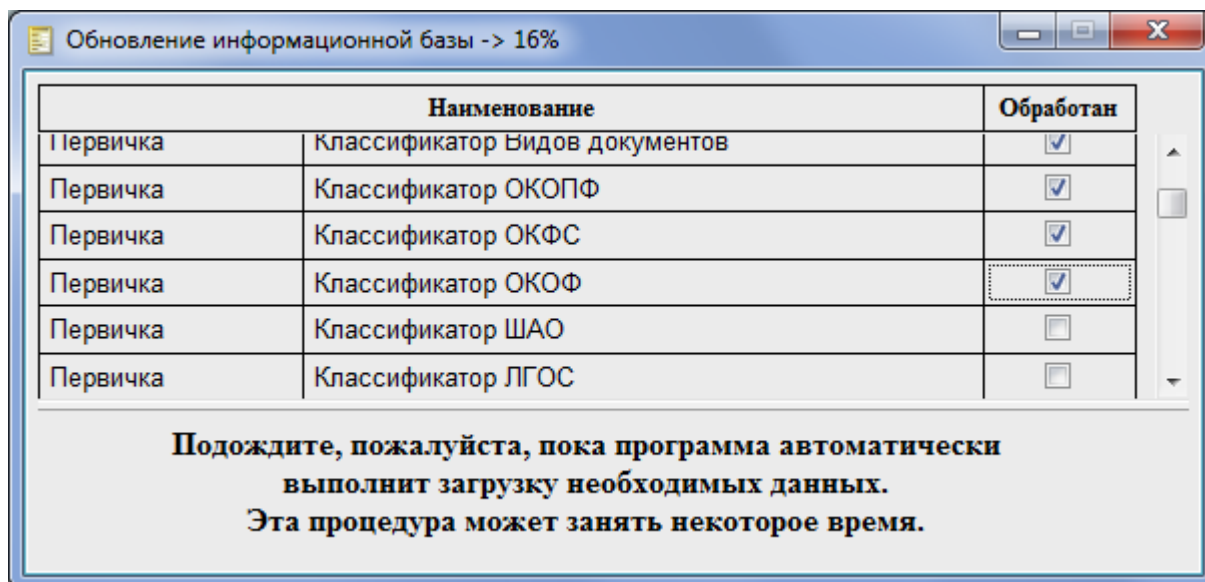 Обновление информационной базы -> 16%
Наименование Обработан
Первичка Классификатор Видов документов
Первичка Классификатор ОКОПФ
Первичка Классификатор ОКФС
Первичка Классификатор ОКОФ
Первичка Классификатор ШАО
Первичка Классификатор ЛГОС
Подождите, пожалуйста, пока программа автоматически
выполнит загрузку необходимых данных.
Эта процедура может занять некоторое время.